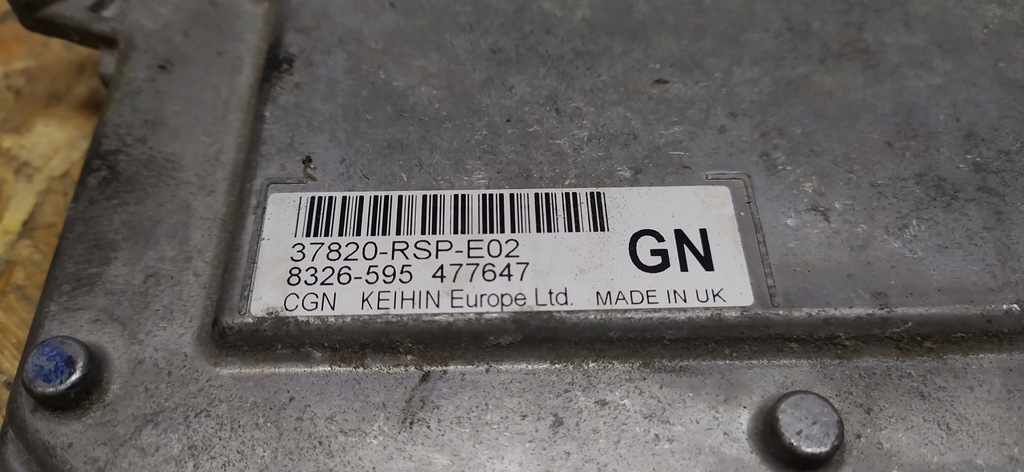 37820-RSP-E02
8326-595 477647
GN
CGN KEIHIN Europe Ltd. MADE IN UK